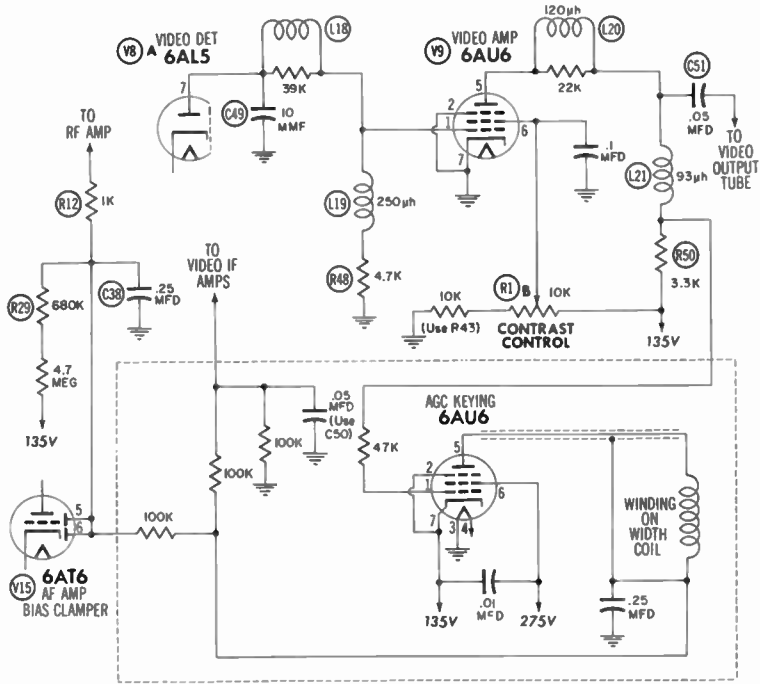 120µh
L20
L18
V8 A VIDEO DET
6AL5
V9 VIDEO AMP
6AU6
7
39K
5
22K
C51
.05
MFD
TO
RF AMP
C49
10
MMF
2
1
6
7
.1
MFD
TO
VIDEO
OUTPUT
TUBE
L21
93µh
R12
1K
L19
250µh
TO
VIDEO IF
AMPS
R50
3.3K
R29
680K
C38
.25
MFD
R48
4.7K
R1 B
10K
(Use R43)
10K
CONTRAST
CONTROL
135V
4.7
MEG
135V
.05
MFD
(Use
C50)
AGC KEYING
6AU6
100K
100K
47K
5
2
1
6
7
3
4
WINDING
ON
WIDTH
COIL
5
6
100K
V15
6AT6
AF AMP
BIAS CLAMPER
135V
.01
MFD
275V
.25
MFD